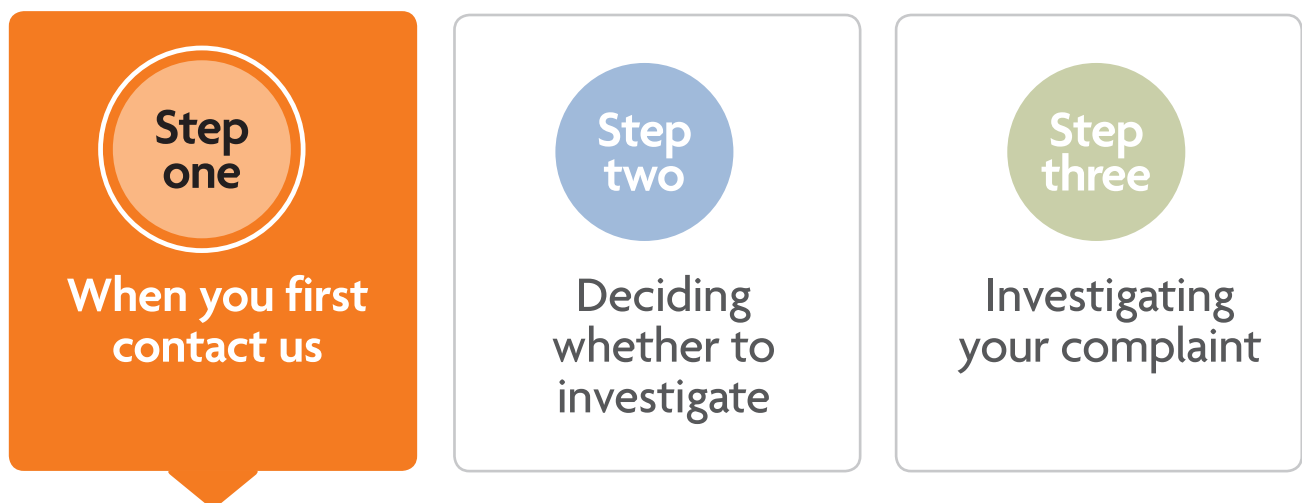 Step
one
When you first
contact us
Step
two
Deciding
whether to
investigate
Step
three
Investigating
your complaint